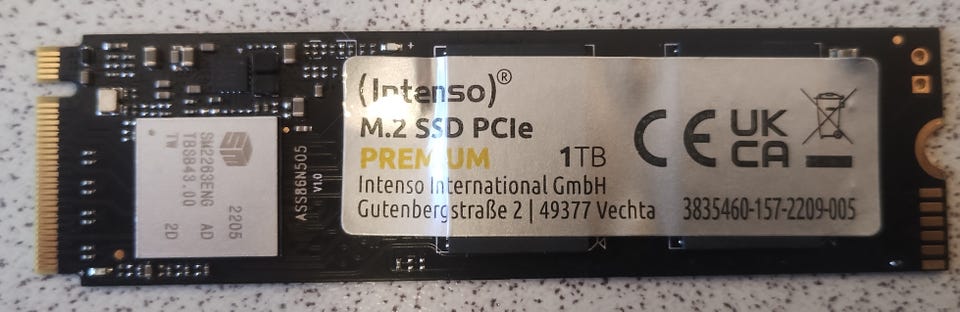 (Intenso)®
M.2 SSD PCIe
PREMIUM 1TB
Intenso International GmbH
Gutenbergstraße 2 | 49377 Vechta
CE
UK
CA
3835460-157-2209-005
SM2263ENG AD
TBS843.00 2D
TW
2205
ASS86N505
V1.0